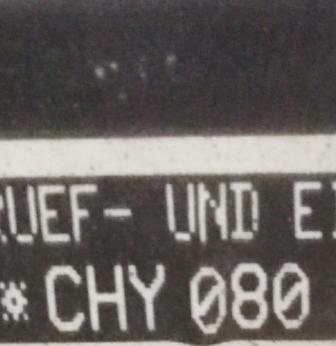 RUEF- UND EI
* CHY 080